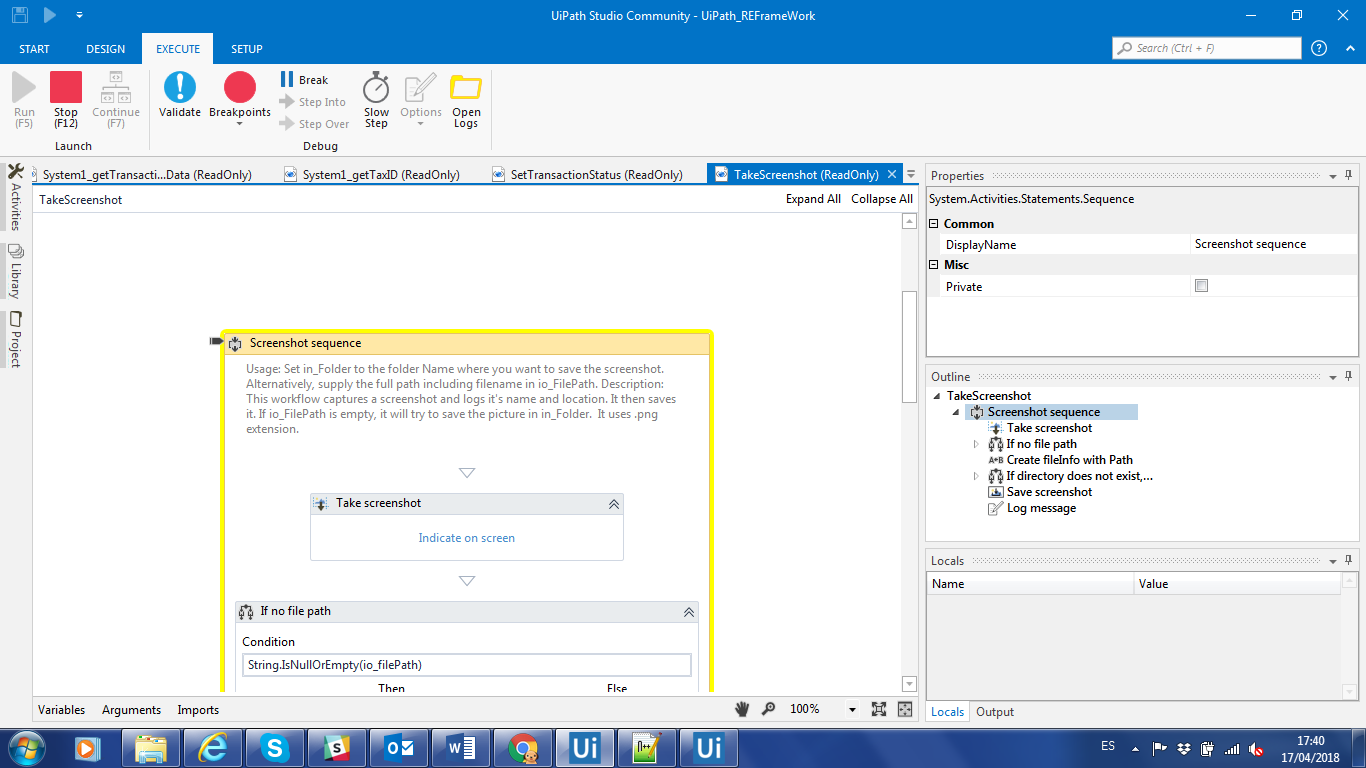 UiPath Studio Community - UiPath_REFrameWork
START DESIGN EXECUTE SETUP
Search (Ctrl + F)
Run (F5)
Stop (F12)
Continue (F7)
Launch
Validate
Breakpoints
Break
Step Into
Step Over
Slow Step
Options
Open Logs
Debug
System1_getTransacti...Data (ReadOnly)
System1_getTaxID (ReadOnly)
SetTransactionStatus (ReadOnly)
TakeScreenshot (ReadOnly)
Activities
Library
Project
TakeScreenshot
Expand All Collapse All
Screenshot sequence
Usage: Set in_Folder to the folder Name where you want to save the screenshot.
Alternatively, supply the full path including filename in io_FilePath. Description:
This workflow captures a screenshot and logs it's name and location. It then saves
it. If io_FilePath is empty, it will try to save the picture in in_Folder. It uses .png
extension.
Take screenshot
Indicate on screen
If no file path
Condition
String.IsNullOrEmpty(io_filePath)
Then Else
Variables Arguments Imports
100%
Properties
System.Activities.Statements.Sequence
Common
DisplayName Screenshot sequence
Misc
Private
Outline
TakeScreenshot
Screenshot sequence
Take screenshot
If no file path
A+B Create fileInfo with Path
If directory does not exist,...
Save screenshot
Log message
Locals
Name Value
Locals Output
Ui
Ui
ES
17:40
17/04/2018